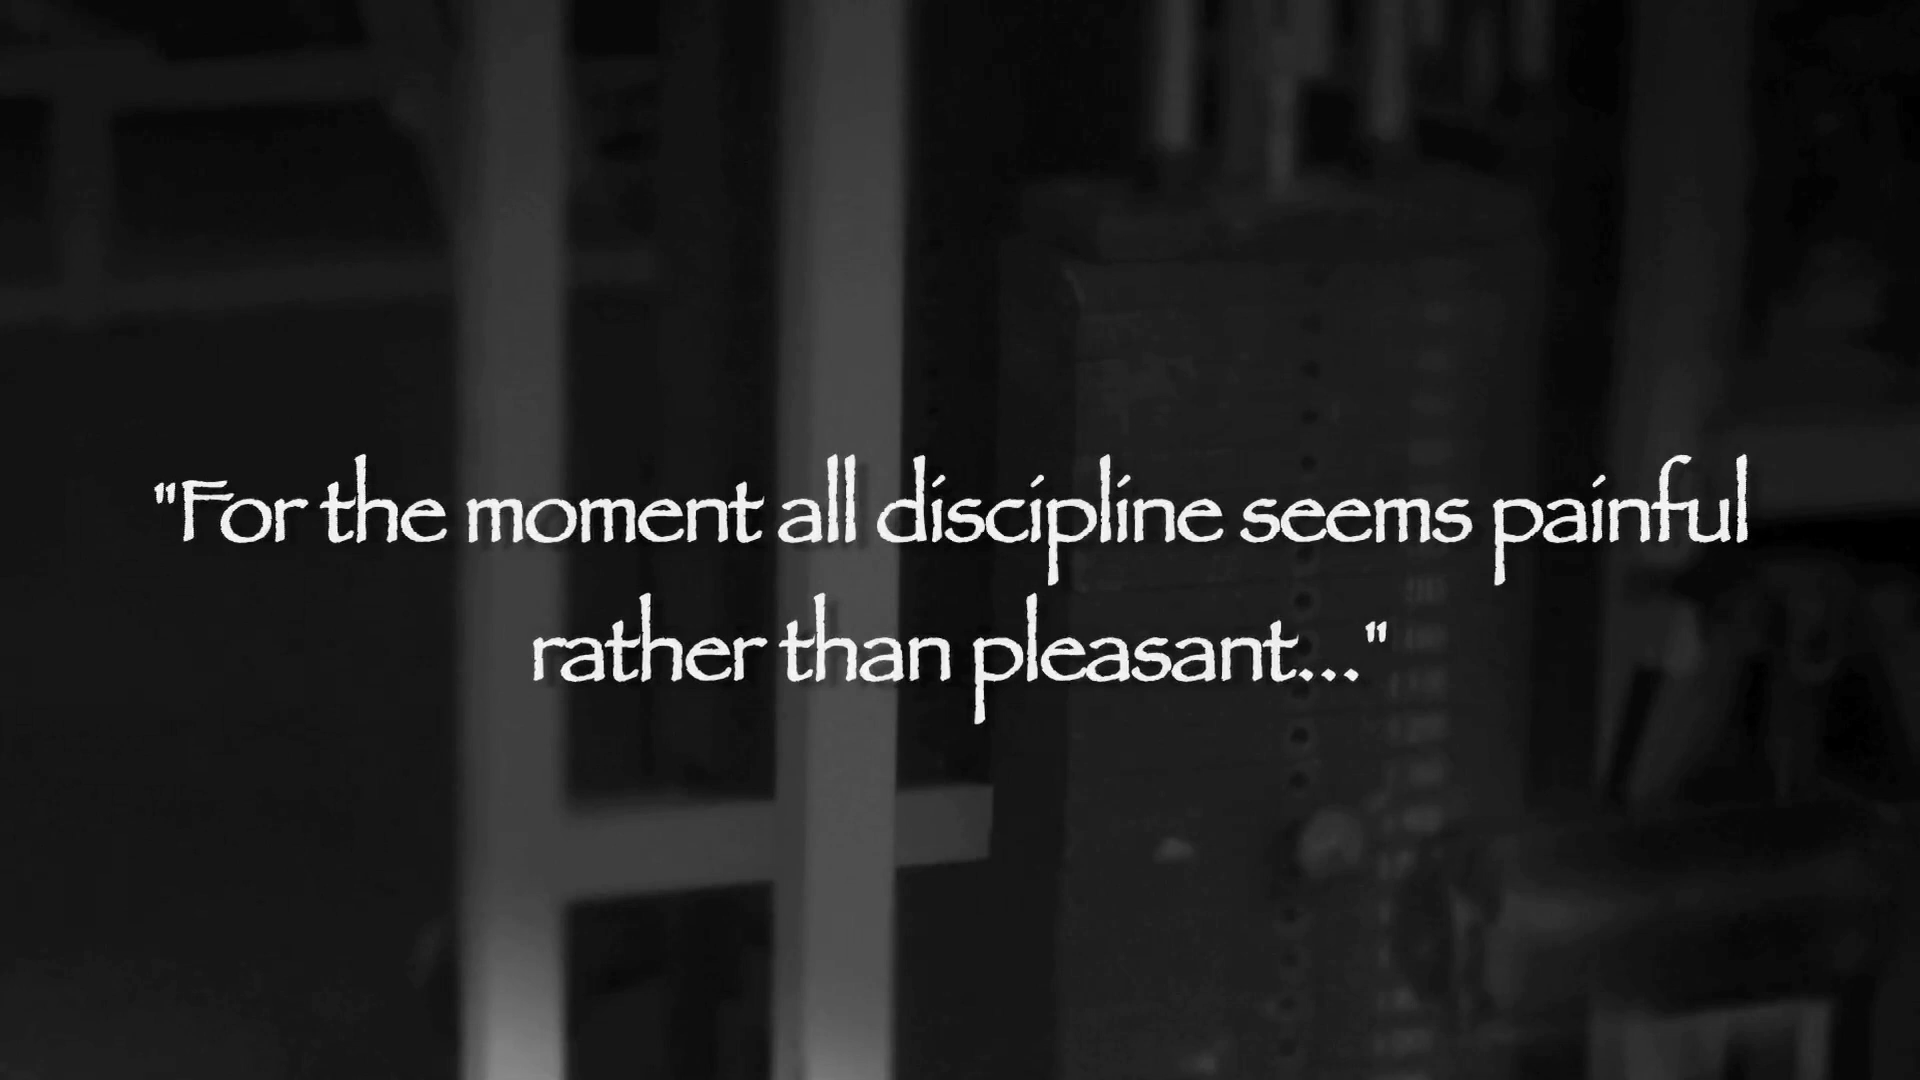 "For the moment all discipline seems painful
rather than pleasant..."